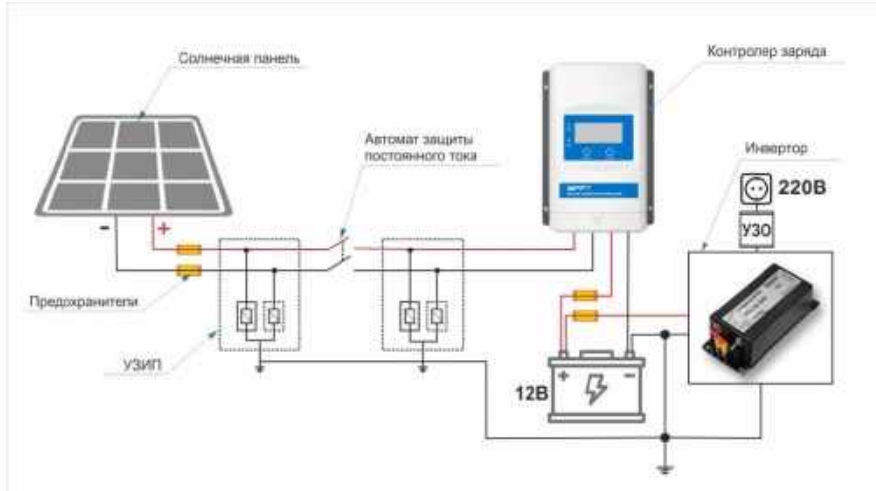 Солнечная панель
Контролер заряда
Автомат защиты
постоянного тока
Инвертор
220В
УЗО
-
+
Предохранители
УЗИП
12В
+
-